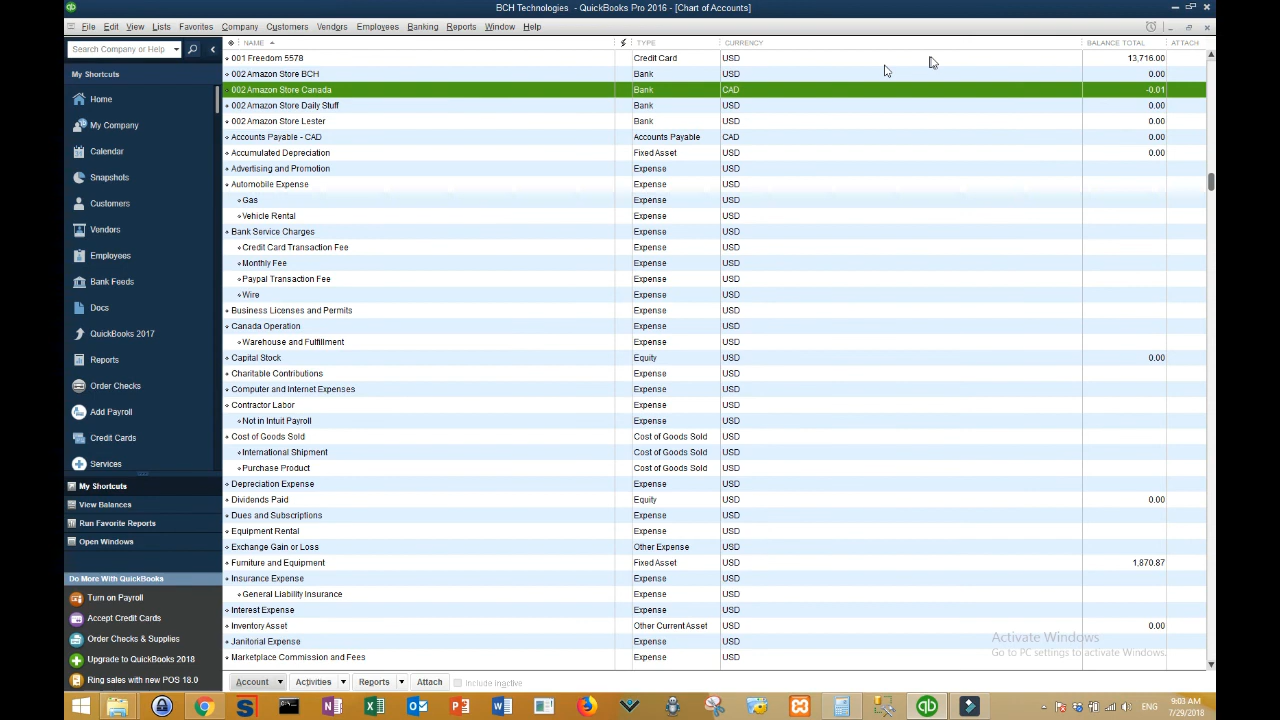 BCH Technologies - QuickBooks Pro 2016 - [Chart of Accounts]
File Edit View Lists Favorites Company Customers Vendors Employees Banking Reports Window Help
Search Company or Help
My Shortcuts
Home
My Company
Calendar
Snapshots
Customers
Vendors
Employees
Bank Feeds
Docs
QuickBooks 2017
Reports
Order Checks
Add Payroll
Credit Cards
Services
My Shortcuts
View Balances
Run Favorite Reports
Open Windows
Do More With QuickBooks
Turn on Payroll
Accept Credit Cards
Order Checks & Supplies
Upgrade to QuickBooks 2018
Ring sales with new POS 18.0
NAME TYPE CURRENCY BALANCE TOTAL ATTACH
001 Freedom 5578 Credit Card USD 13,716.00
002 Amazon Store BCH Bank USD 0.00
002 Amazon Store Canada Bank CAD -0.01
002 Amazon Store Daily Stuff Bank USD 0.00
002 Amazon Store Lester Bank USD 0.00
Accounts Payable - CAD Accounts Payable CAD 0.00
Accumulated Depreciation Fixed Asset USD 0.00
Advertising and Promotion Expense USD
Automobile Expense Expense USD
Gas Expense USD
Vehicle Rental Expense USD
Bank Service Charges Expense USD
Credit Card Transaction Fee Expense USD
Monthly Fee Expense USD
Paypal Transaction Fee Expense USD
Wire Expense USD
Business Licenses and Permits Expense USD
Canada Operation Expense USD
Warehouse and Fulfillment Expense USD
Capital Stock Equity USD 0.00
Charitable Contributions Expense USD
Computer and Internet Expenses Expense USD
Contractor Labor Expense USD
Not in Intuit Payroll Expense USD
Cost of Goods Sold Cost of Goods Sold USD
International Shipment Cost of Goods Sold USD
Purchase Product Cost of Goods Sold USD
Depreciation Expense Expense USD
Dividends Paid Equity USD 0.00
Dues and Subscriptions Expense USD
Equipment Rental Expense USD
Exchange Gain or Loss Other Expense USD
Furniture and Equipment Fixed Asset USD 1,870.87
Insurance Expense Expense USD
General Liability Insurance Expense USD
Interest Expense Expense USD
Inventory Asset Other Current Asset USD 0.00
Janitorial Expense Expense USD
Marketplace Commission and Fees Expense USD
Activate Windows
Go to PC settings to activate Windows.
Account Activities Reports Attach Include inactive
ENG
9:03 AM
7/29/2018